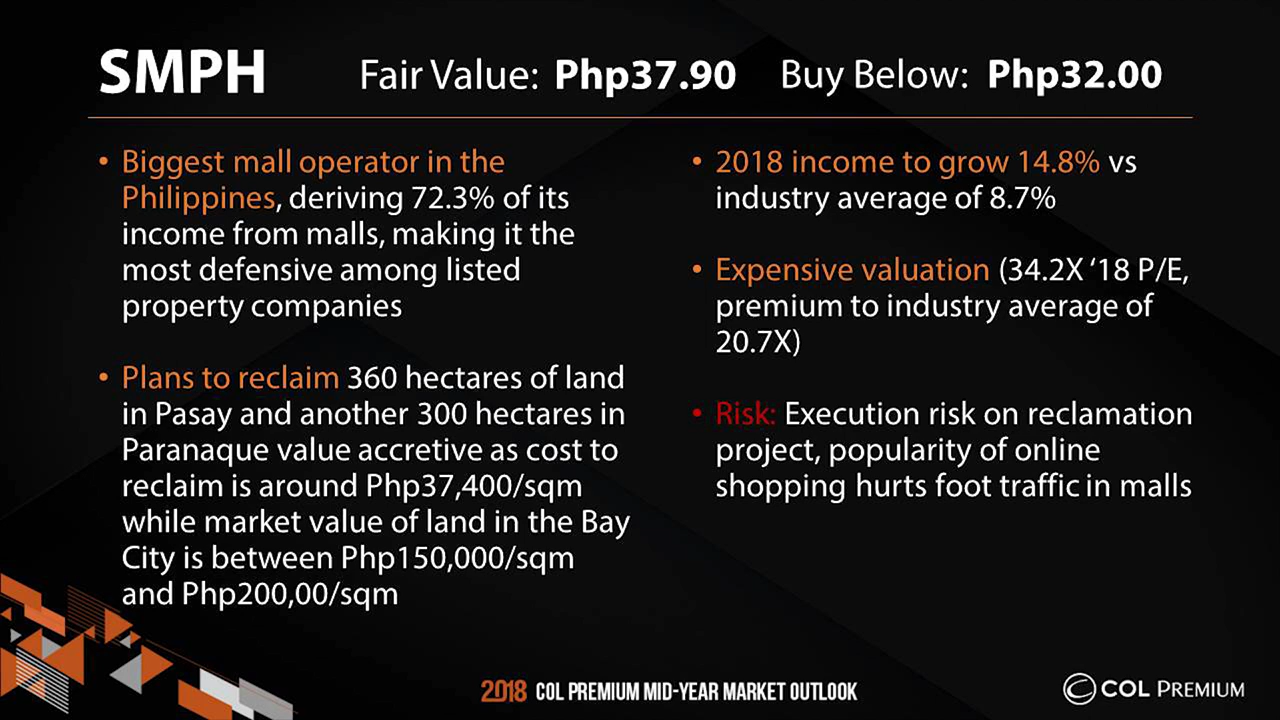 SMPH Fair Value: Php37.90 Buy Below: Php32.00
• Biggest mall operator in the
Philippines, deriving 72.3% of its
income from malls, making it the
most defensive among listed
property companies
• Plans to reclaim 360 hectares of land
in Pasay and another 300 hectares in
Paranaque value accretive as cost to
reclaim is around Php37,400/sqm
while market value of land in the Bay
City is between Php150,000/sqm
and Php200,00/sqm
• 2018 income to grow 14.8% vs
industry average of 8.7%
• Expensive valuation (34.2X ‘18 P/E,
premium to industry average of
20.7X)
• Risk: Execution risk on reclamation
project, popularity of online
shopping hurts foot traffic in malls
2018 COL PREMIUM MID-YEAR MARKET OUTLOOK
COL PREMIUM